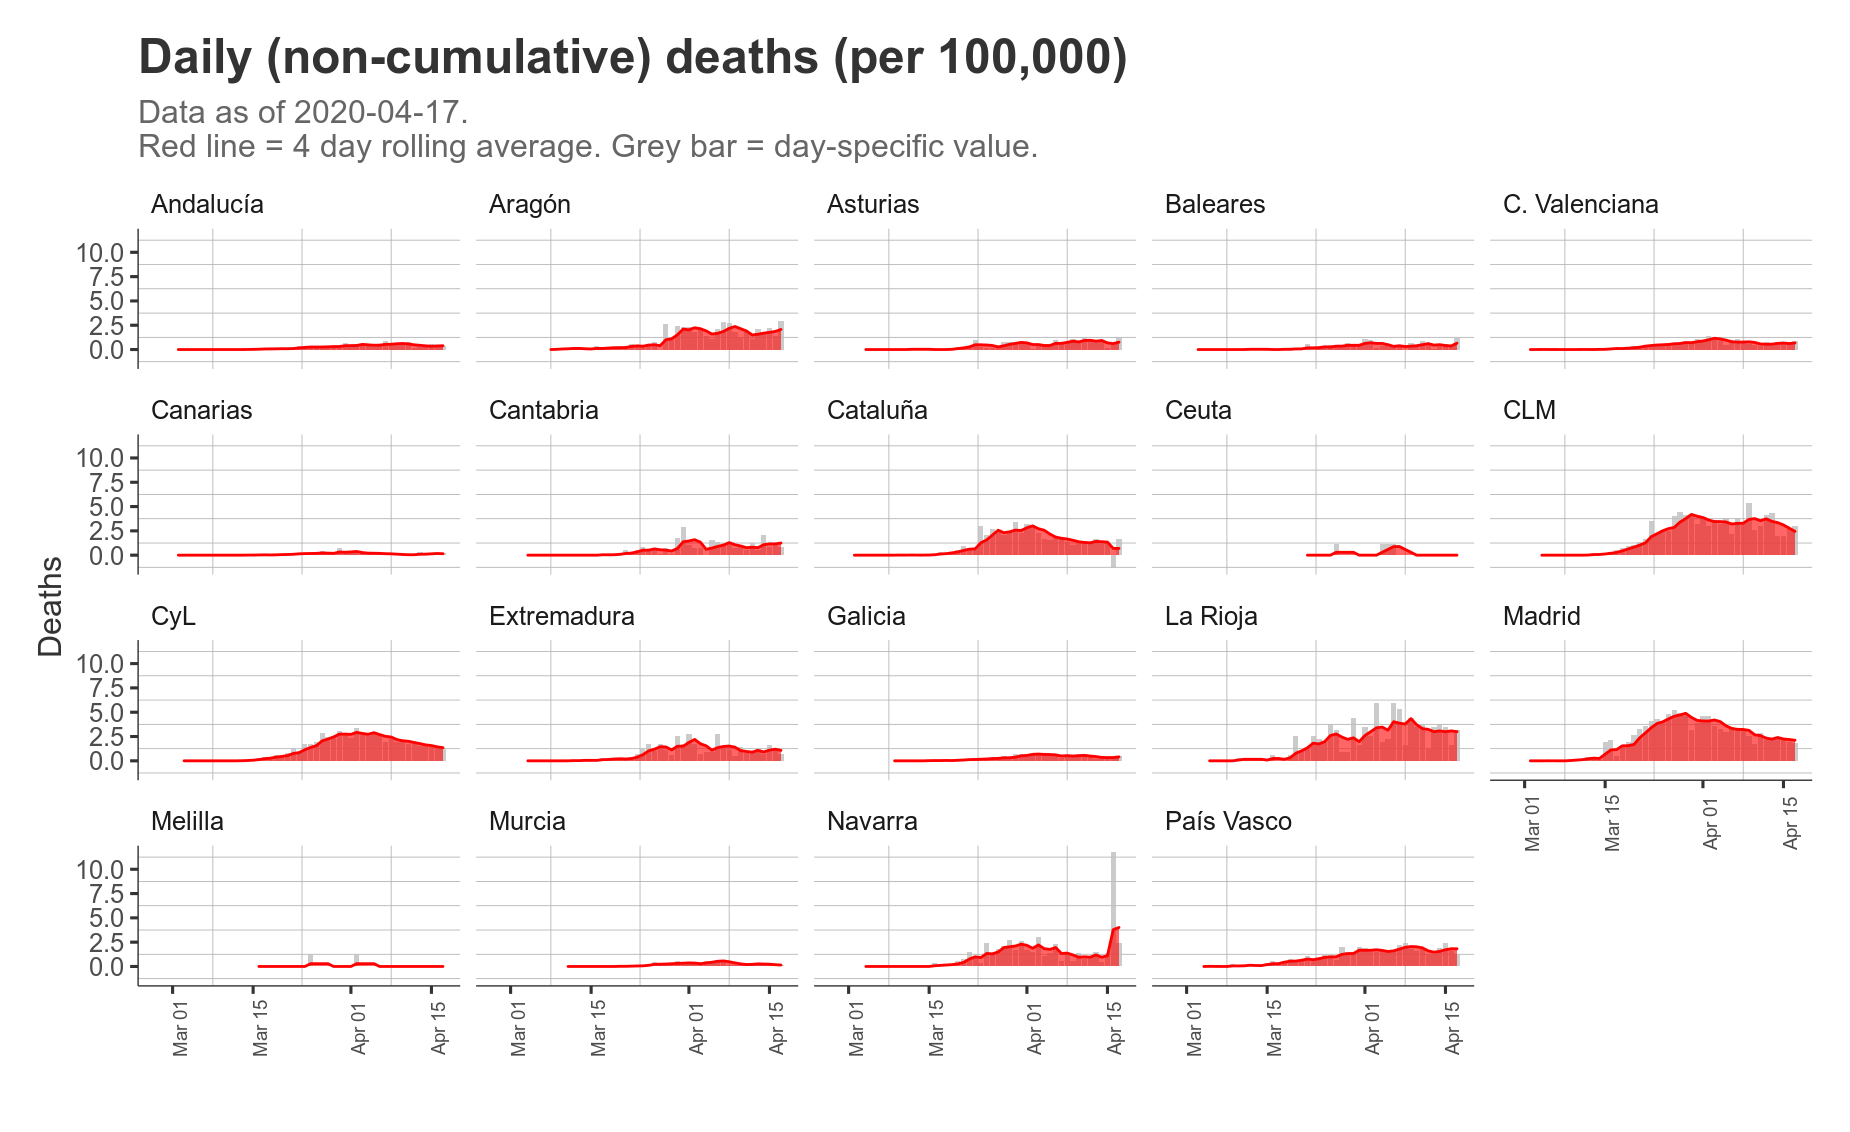 Daily (non-cumulative) deaths (per 100,000)
Data as of 2020-04-17.
Red line = 4 day rolling average. Grey bar = day-specific value.
Andalucía Aragón Asturias Baleares C. Valenciana
10.0
7.5
5.0
2.5
0.0
Canarias Cantabria Cataluña Ceuta CLM
10.0
7.5
5.0
2.5
0.0
Deaths
CyL Extremadura Galicia La Rioja Madrid
10.0
7.5
5.0
2.5
0.0
Mar 01 Mar 15 Apr 01 Apr 15
Melilla Murcia Navarra País Vasco
10.0
7.5
5.0
2.5
0.0
Mar 01 Mar 15 Apr 01 Apr 15 Mar 01 Mar 15 Apr 01 Apr 15 Mar 01 Mar 15 Apr 01 Apr 15 Mar 01 Mar 15 Apr 01 Apr 15